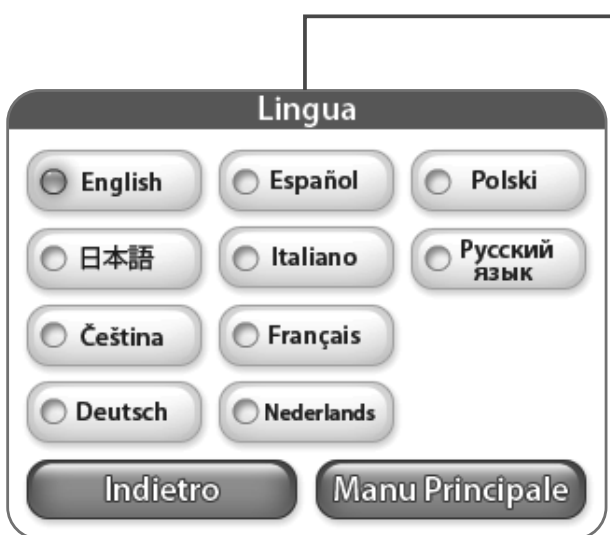 Lingua
English
Español
Polski
日本語
Italiano
Русский
язык
Čeština
Français
Deutsch
Nederlands
Indietro
Manu Principale